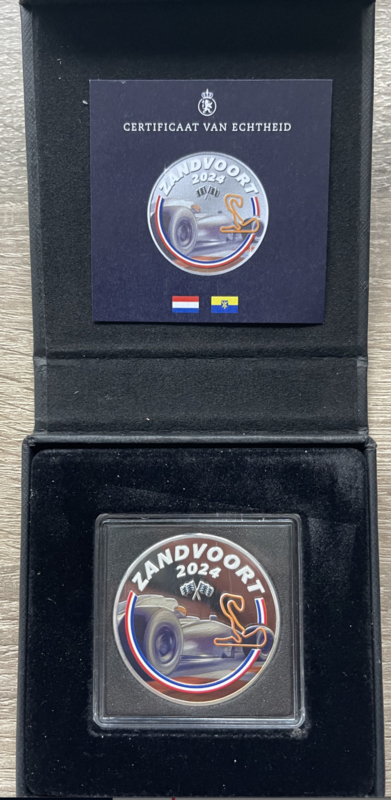 CERTIFICAAT VAN ECHTHEID
ZANDVOORT
2024
ZANDVOORT
2024